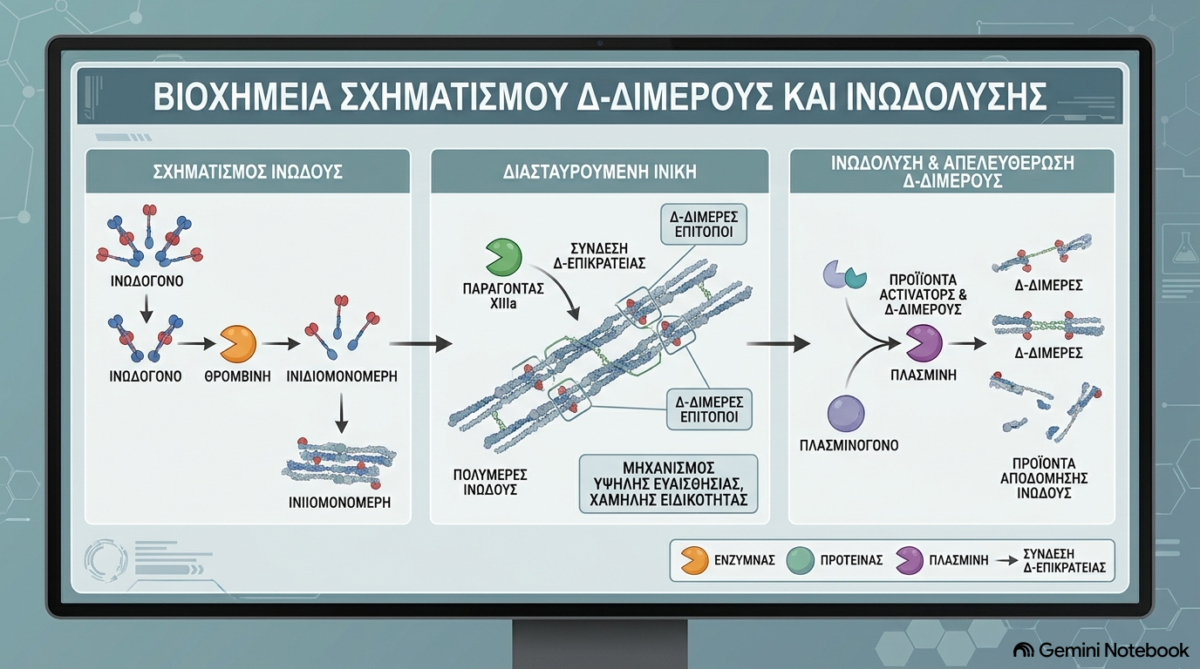 ΒΙΟΧΗΜΕΙΑ ΣΧΗΜΑΤΙΣΜΟΥ Δ-ΔΙΜΕΡΟΥΣ ΚΑΙ ΙΝΩΔΟΛΥΣΗΣ
ΣΧΗΜΑΤΙΣΜΟΣ ΙΝΩΔΟΥΣ
ΙΝΩΔΟΓΟΝΟ
ΙΝΩΔΟΓΟΝΟ
ΘΡΟΜΒΙΝΗ
ΙΝΙΔΙΟΜΟΝΟΜΕΡΗ
ΙΝΙΙΟΜΟΝΟΜΕΡΗ
ΔΙΑΣΤΑΥΡΟΥΜΕΝΗ ΙΝΙΚΗ
Δ-ΔΙΜΕΡΕΣ
ΕΠΙΤΟΠΟΙ
ΣΥΝΔΕΣΗ
Δ-ΕΠΙΚΡΑΤΕΙΑΣ
ΠΑΡΑΓΟΝΤΑΣ
XIIIa
Δ-ΔΙΜΕΡΕΣ
ΕΠΙΤΟΠΟΙ
ΠΟΛΥΜΕΡΕΣ
ΙΝΩΔΟΥΣ
ΜΗΧΑΝΙΣΜΟΣ
ΥΨΗΛΗΣ ΕΥΑΙΣΘΗΣΙΑΣ,
ΧΑΜΗΛΗΣ ΕΙΔΙΚΟΤΗΤΑΣ
ΙΝΩΔΟΛΥΣΗ & ΑΠΕΛΕΥΘΕΡΩΣΗ
Δ-ΔΙΜΕΡΟΥΣ
ΠΡΟΪΪΟΝΤΑ
ACTIVATOPΣ &
Δ-ΔΙΜΕΡΟΥΣ
ΠΛΑΣΜΙΝΗ
ΠΛΑΣΜΙΝΟΓΟΝΟ
Δ-ΔΙΜΕΡΕΣ
Δ-ΔΙΜΕΡΕΣ
ΠΡΟΪΟΝΤΑ
ΑΠΟΔΟΜΗΣΗΣ
ΙΝΩΔΟΥΣ
ΕΝΖΥΜΝΑΣ
ΠΡΟΤΕΙΝΑΣ
ΠΛΑΣΜΙΝΗ
ΣΥΝΔΕΣΗ
Δ-ΕΠΙΚΡΑΤΕΙΑΣ
Gemini Notebook